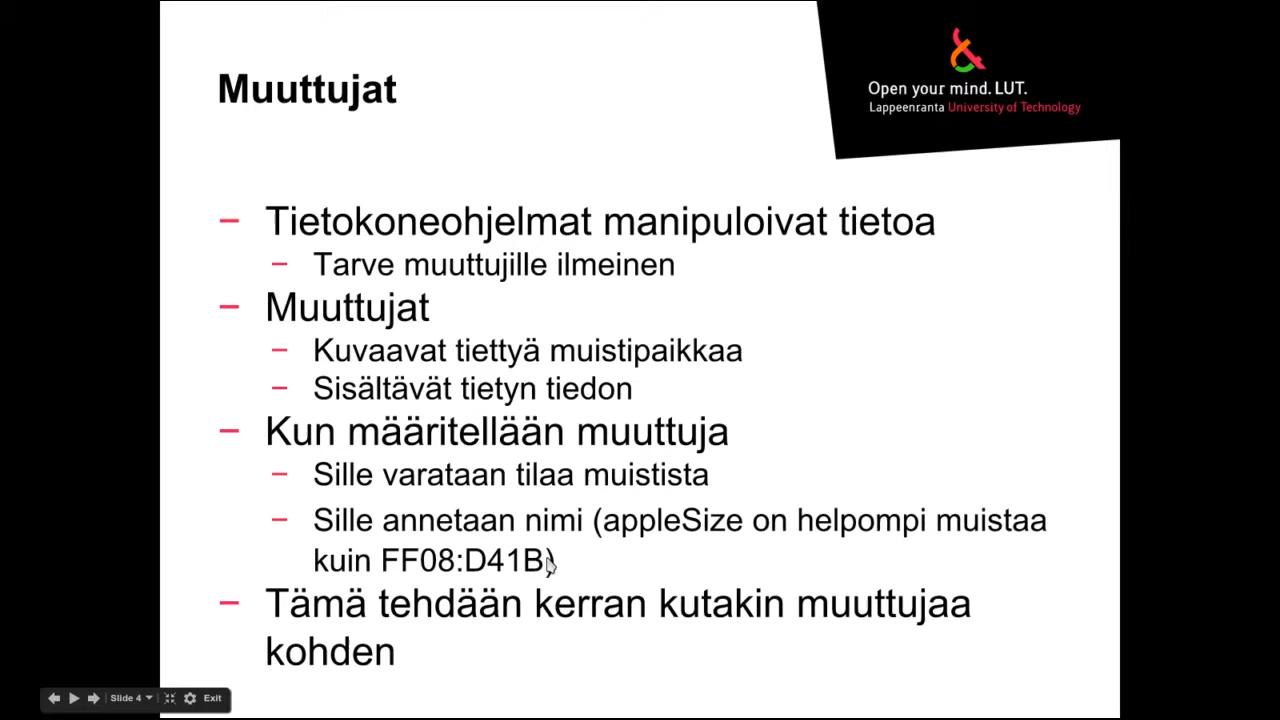 Muuttujat
Open your mind. LUT.
Lappeenranta University of Technology
− Tietokoneohjelmat manipuloivat tietoa
− Tarve muuttujille ilmeinen
− Muuttujat
− Kuvaavat tiettyä muistipaikkaa
− Sisältävät tietyn tiedon
− Kun määritellään muuttuja
− Sille varataan tilaa muistista
− Sille annetaan nimi (appleSize on helpompi muistaa
kuin FF08:D41B)
− Tämä tehdään kerran kutakin muuttujaa
kohden
Slide 4 Exit